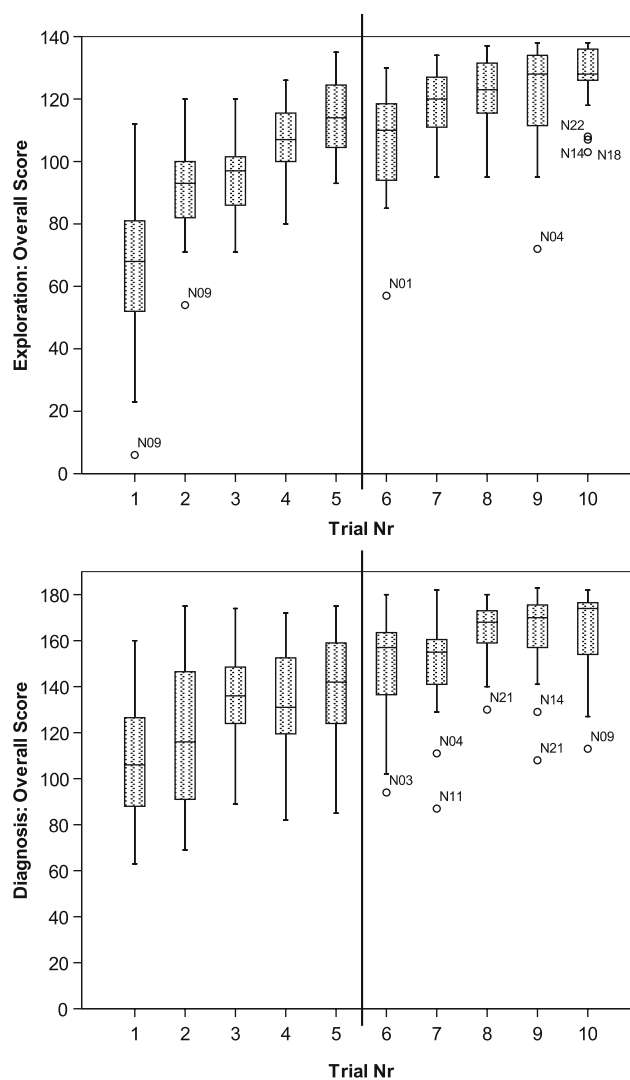 140
120
100
80
60
40
20
0
Exploration: Overall Score
N09
N09
N01
N04
N22
N14 N18
1 2 3 4 5 6 7 8 9 10
Trial Nr
180
160
140
120
100
80
60
40
20
0
Diagnosis: Overall Score
N03
N04
N11
N21
N14
N21
N09
1 2 3 4 5 6 7 8 9 10
Trial Nr